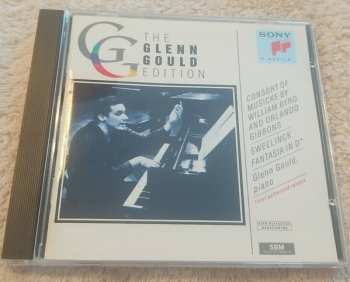 GG
THE
GLENN
GOULD
EDITION
SONY
CLASSICAL
CONSORT OF
MUSICKE BY
WILLIAM BYRD
AND ORLANDO
GIBBONS
SWEELINCK
FANTASIA IN D*
Glenn Gould,
piano
SBM